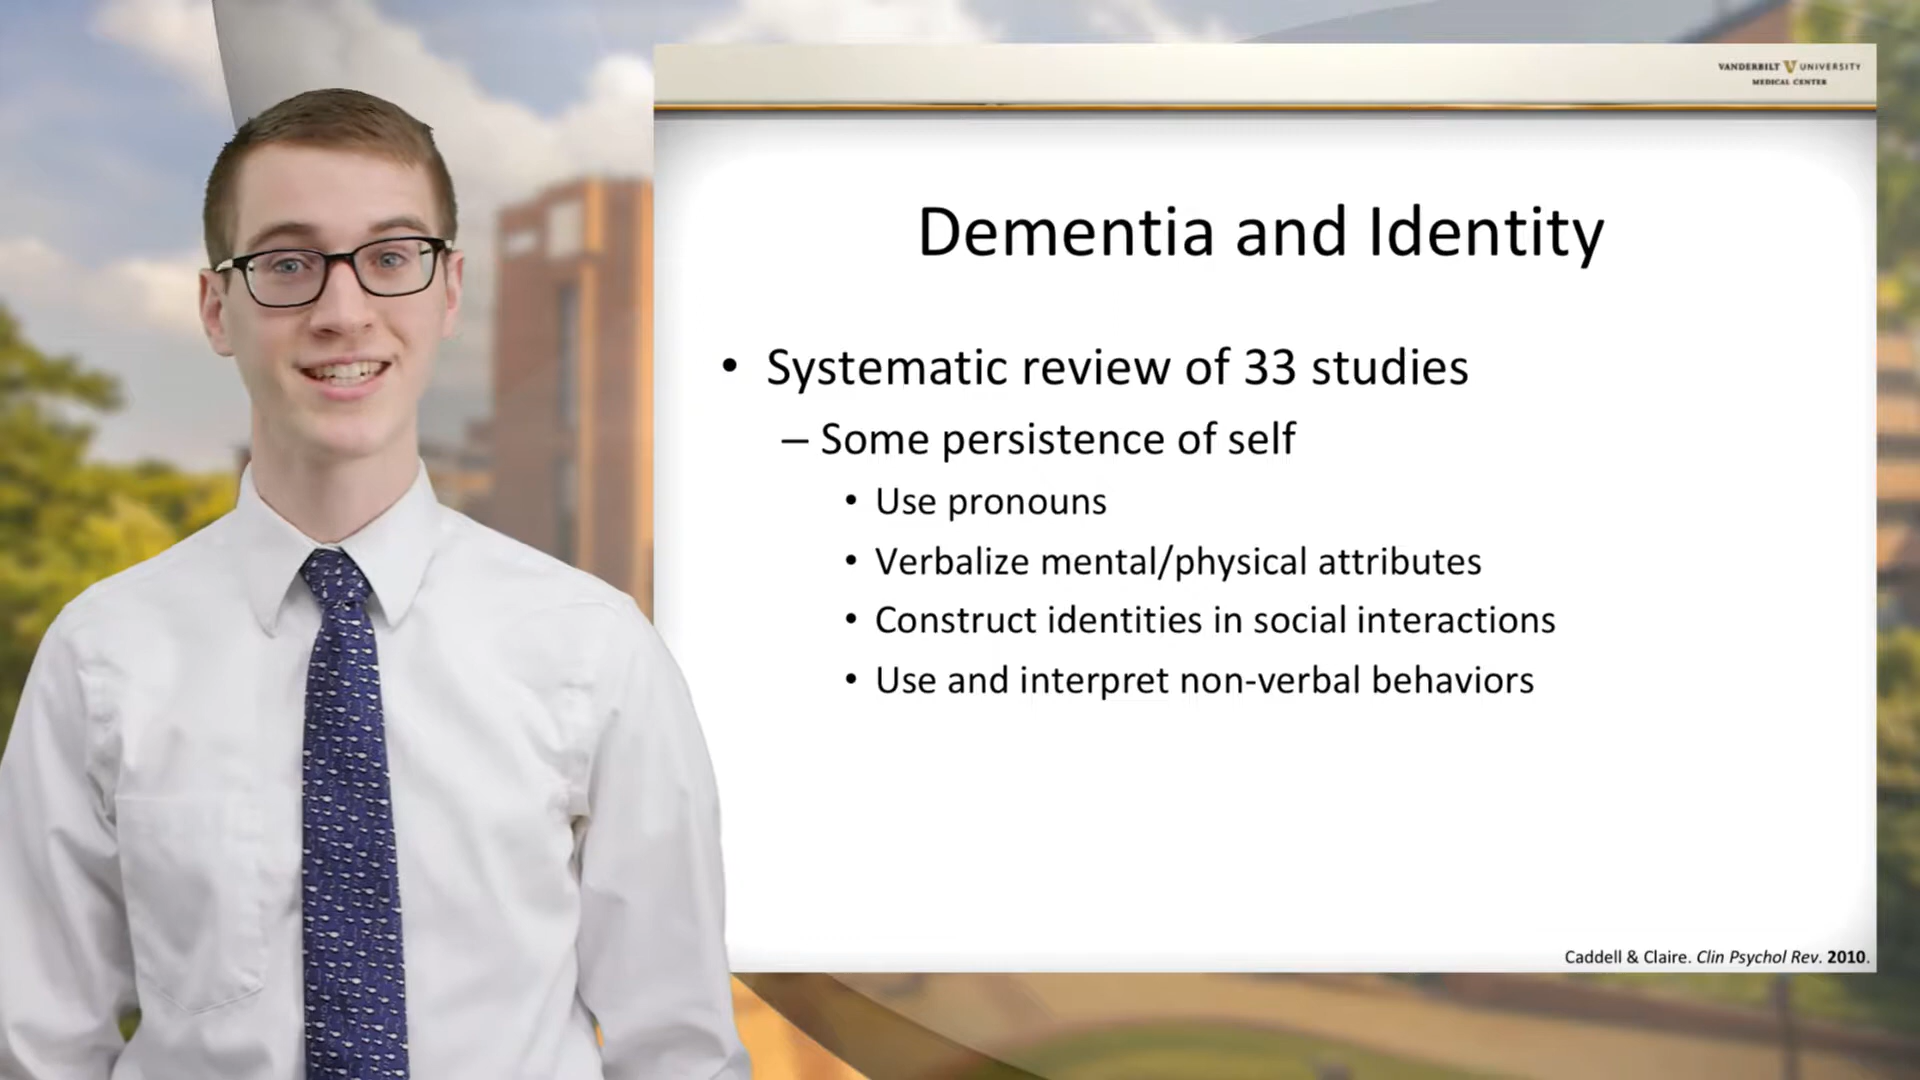 VANDERBILT V UNIVERSITY
MEDICAL CENTER
Dementia and Identity
• Systematic review of 33 studies
– Some persistence of self
• Use pronouns
• Verbalize mental/physical attributes
• Construct identities in social interactions
• Use and interpret non-verbal behaviors
Caddell & Claire. Clin Psychol Rev. 2010.